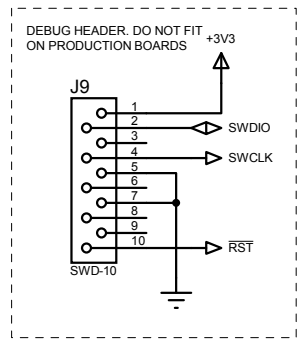 DEBUG HEADER. DO NOT FIT
ON PRODUCTION BOARDS
+3V3
J9
1
2
SWDIO
3
4
SWCLK
5
6
7
8
9
10
RST
SWD-10